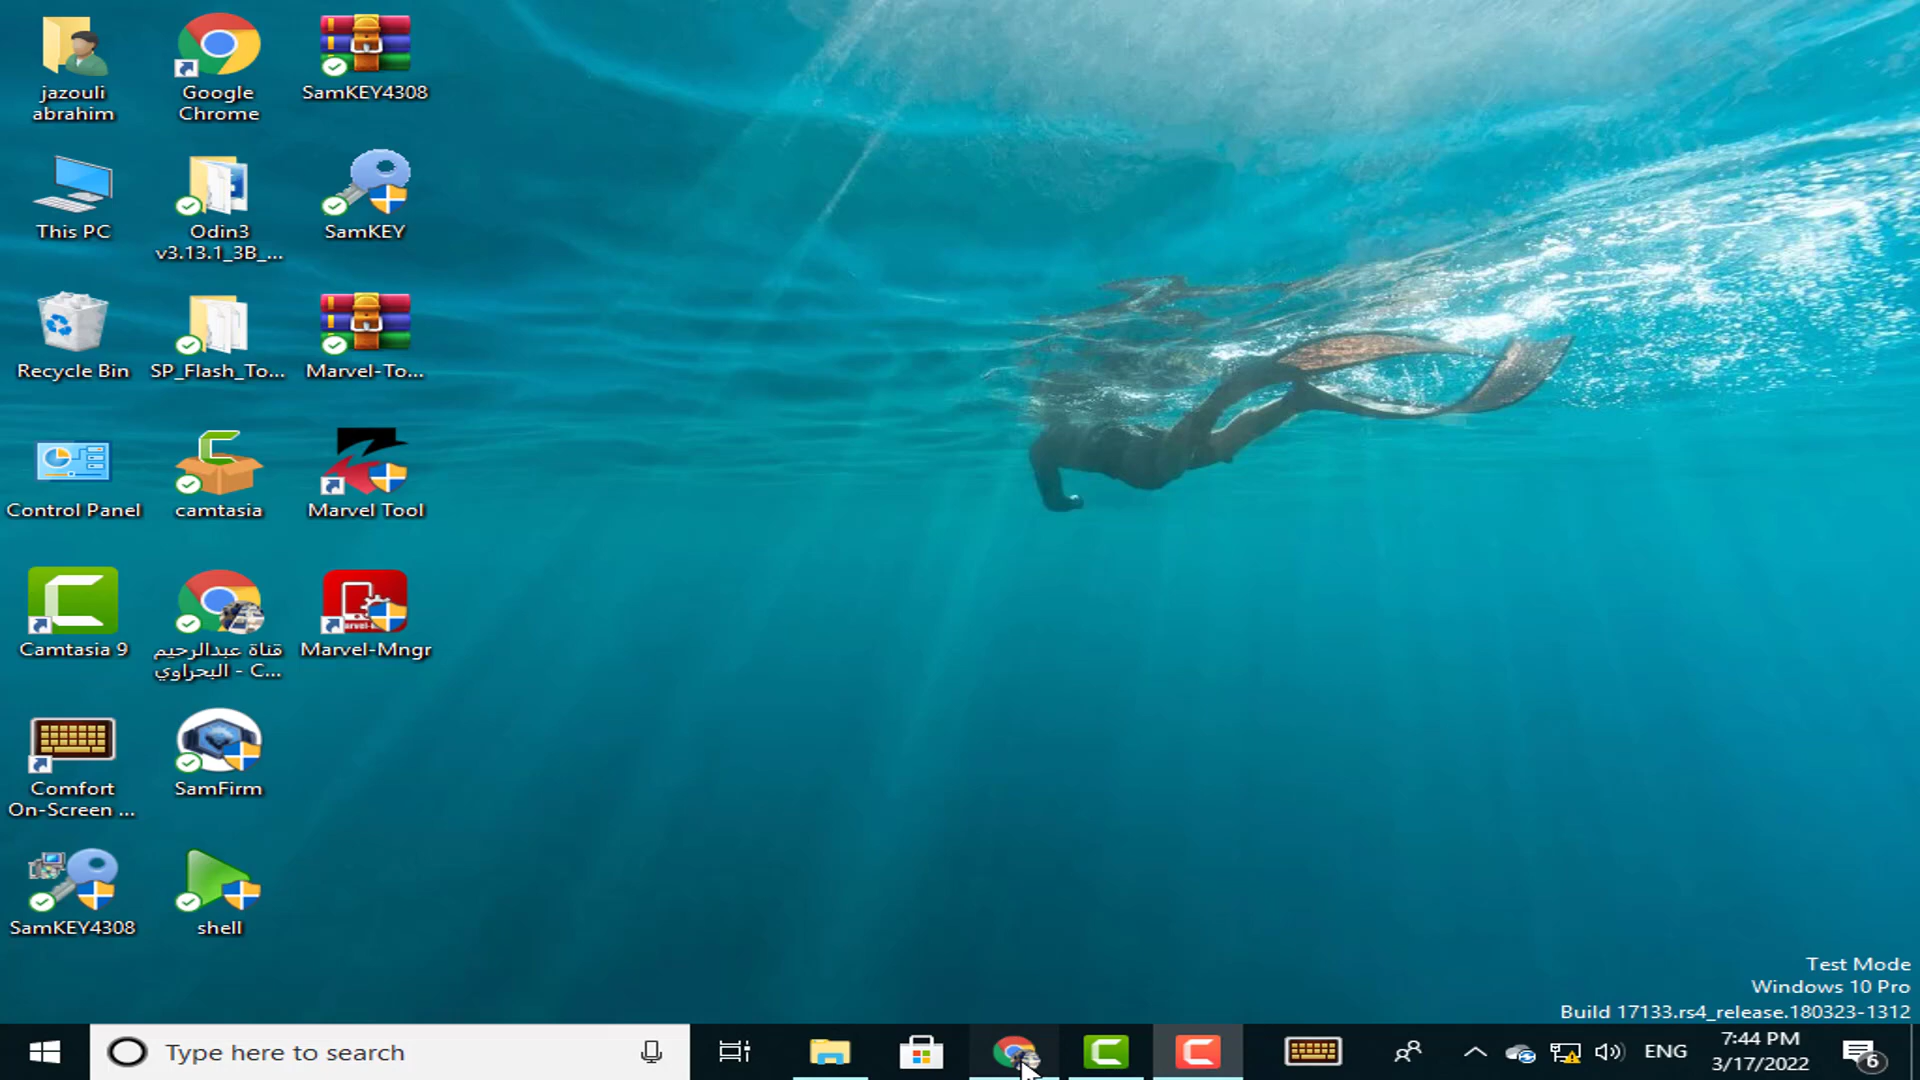 jazouli
abrahim
Google
Chrome
SamKEY4308
This PC
Odin3
v3.13.1_3B_...
SamKEY
Recycle Bin
SP_Flash_To...
Marvel-To...
Control Panel
camtasia
Marvel Tool
Camtasia 9
قناة عبدالرحيم
البحراوي - C...
Marvel-Mngr
Comfort
On-Screen ...
SamFirm
SamKEY4308
shell
Test Mode
Windows 10 Pro
Build 17133.rs4_release.180323-1312
Type here to search
ENG
7:44 PM
3/17/2022
6